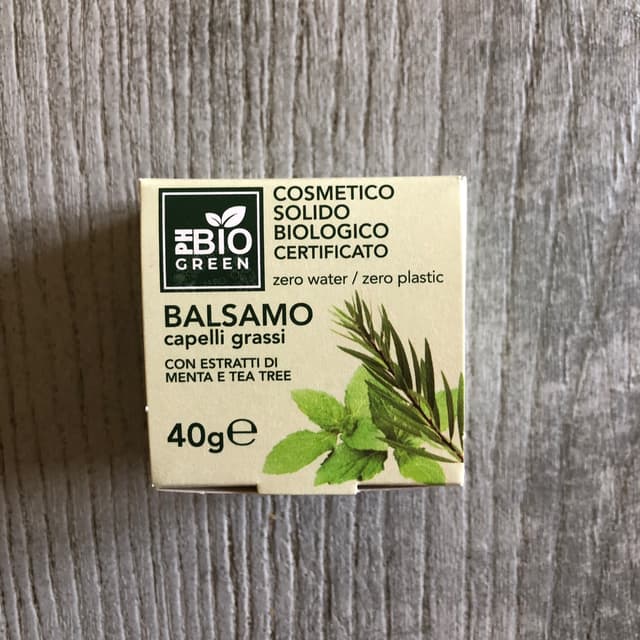 PH BIO
GREEN
COSMETICO
SOLIDO
BIOLOGICO
CERTIFICATO
zero water / zero plastic
BALSAMO
capelli grassi
CON ESTRATTI DI
MENTA E TEA TREE
40g℮